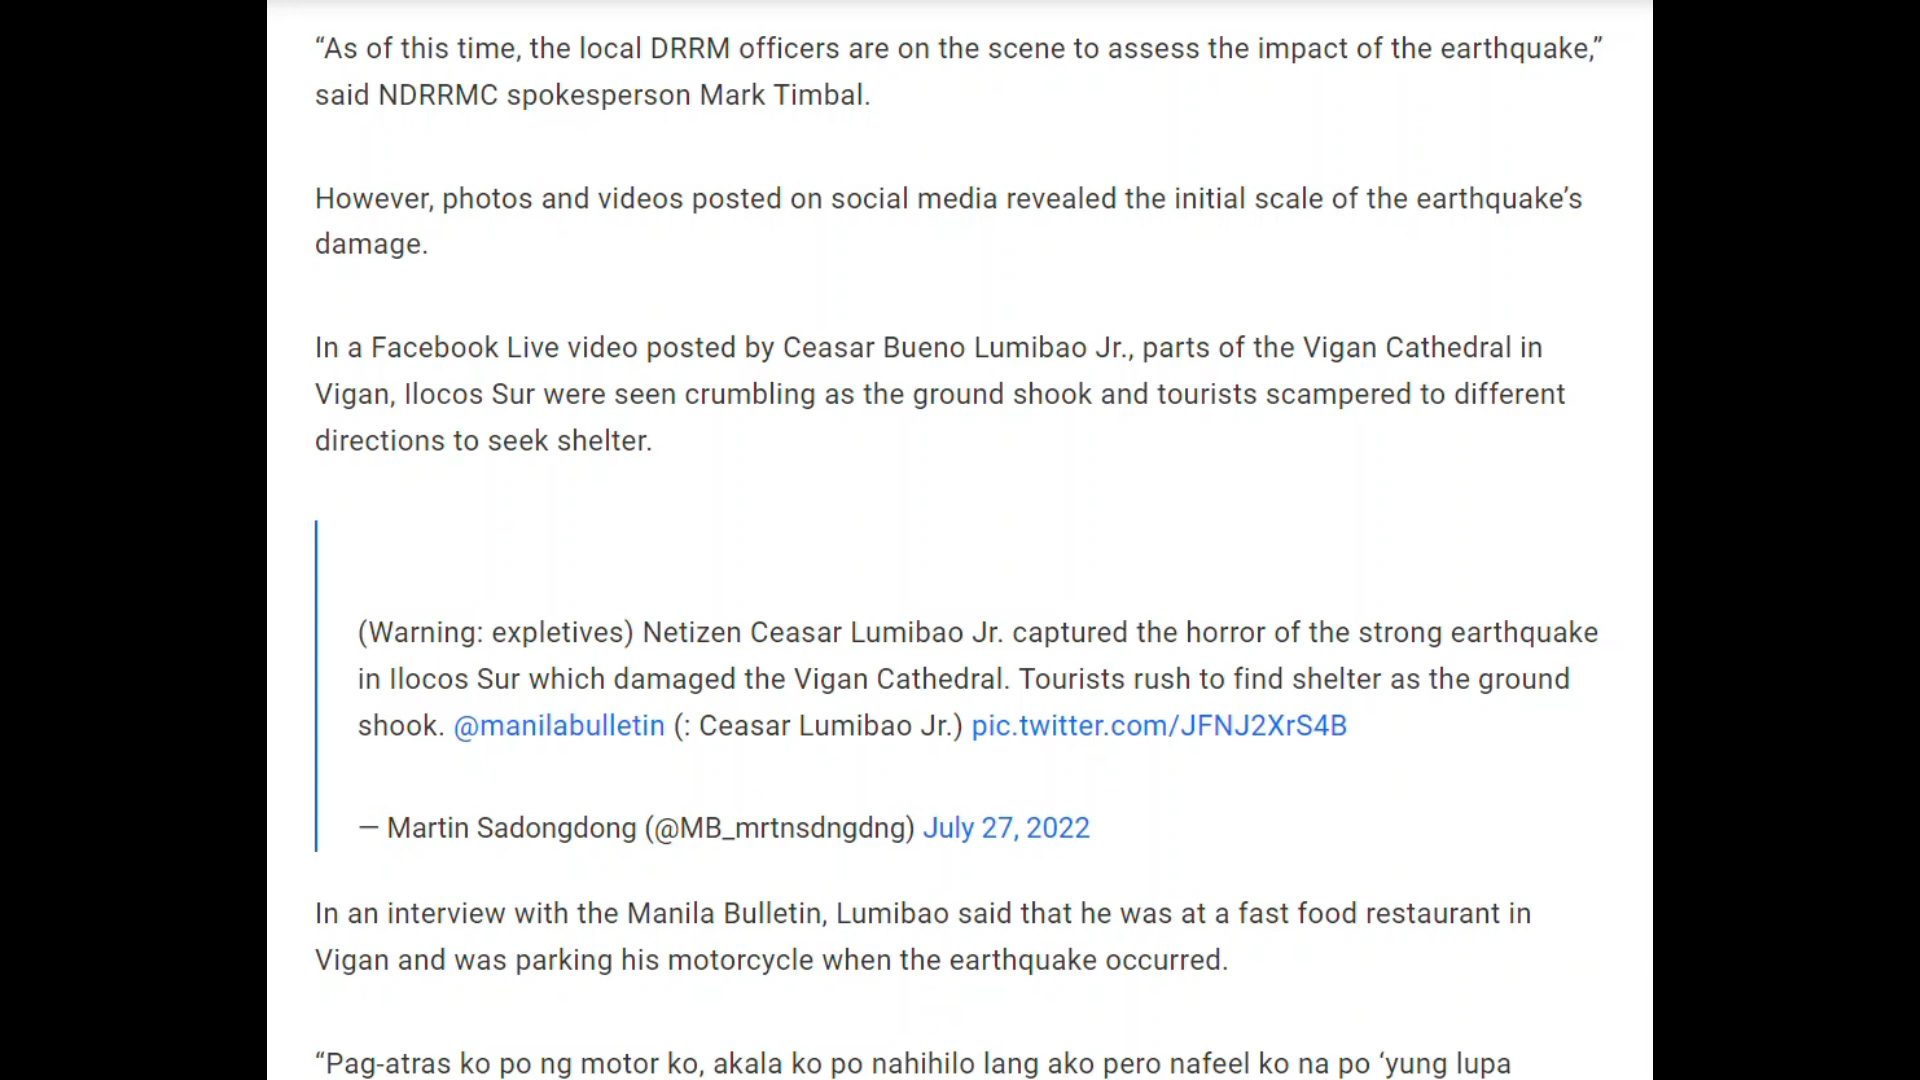 “As of this time, the local DRRM officers are on the scene to assess the impact of the earthquake,”
said NDRRMC spokesperson Mark Timbal.
However, photos and videos posted on social media revealed the initial scale of the earthquake’s
damage.
In a Facebook Live video posted by Ceasar Bueno Lumibao Jr., parts of the Vigan Cathedral in
Vigan, Ilocos Sur were seen crumbling as the ground shook and tourists scampered to different
directions to seek shelter.
(Warning: expletives) Netizen Ceasar Lumibao Jr. captured the horror of the strong earthquake
in Ilocos Sur which damaged the Vigan Cathedral. Tourists rush to find shelter as the ground
shook. @manilabulletin (: Ceasar Lumibao Jr.) pic.twitter.com/JFNJ2XrS4B
— Martin Sadongdong (@MB_mrtnsdngdng) July 27, 2022
In an interview with the Manila Bulletin, Lumibao said that he was at a fast food restaurant in
Vigan and was parking his motorcycle when the earthquake occurred.
“Pag-atras ko po ng motor ko, akala ko po nahihilo lang ako pero nafeel ko na po ‘yung lupa